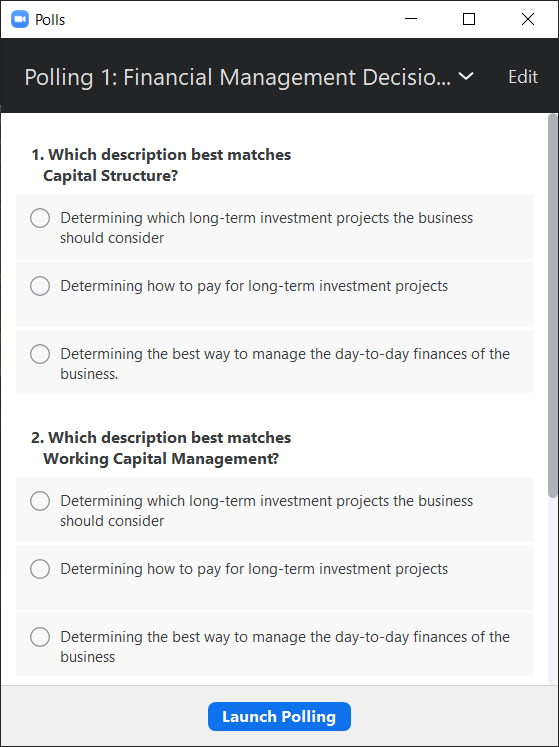 Polls
Polling 1: Financial Management Decisio... Edit
1. Which description best matches
Capital Structure?
Determining which long-term investment projects the business
should consider
Determining how to pay for long-term investment projects
Determining the best way to manage the day-to-day finances of the
business.
2. Which description best matches
Working Capital Management?
Determining which long-term investment projects the business
should consider
Determining how to pay for long-term investment projects
Determining the best way to manage the day-to-day finances of the
business
Launch Polling